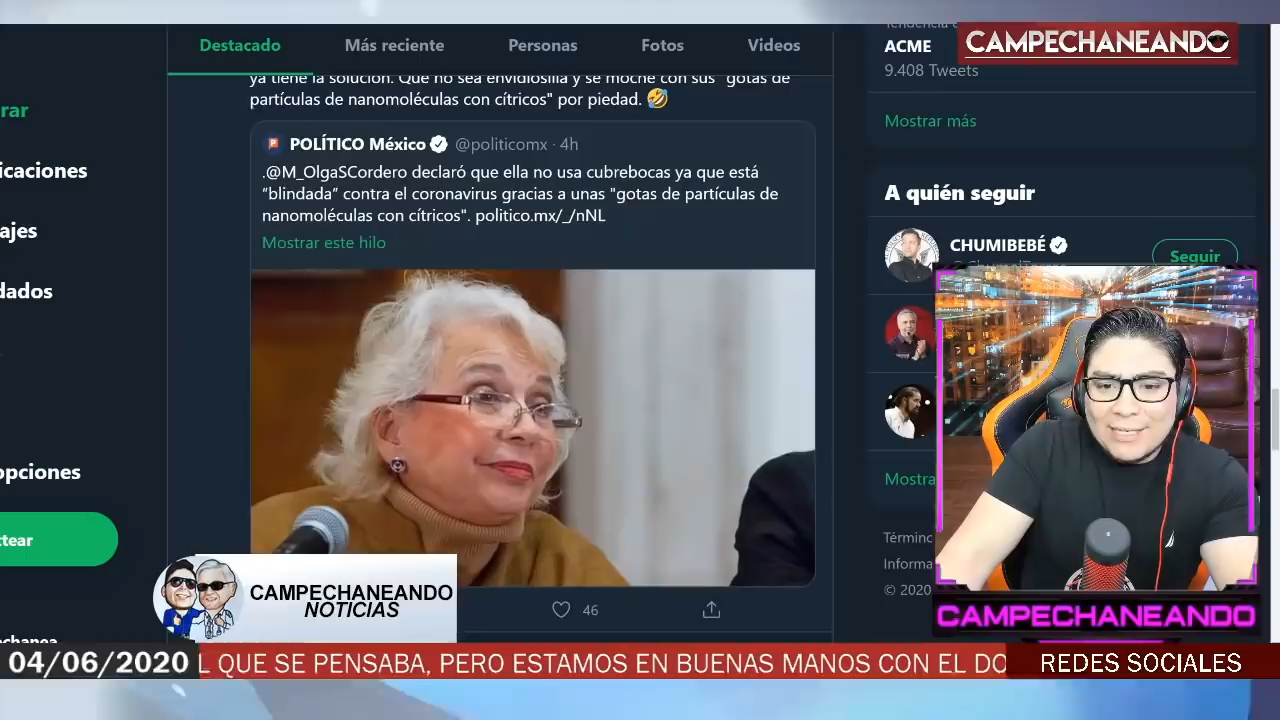 Destacado
Más reciente
Personas
Fotos
Videos
ya tiene la solución. Que no sea envidiosilla y se moche con sus "gotas de
partículas de nanomoléculas con cítricos" por piedad. 🤣
POLÍTICO México @politicomx · 4h
.@M_OlgaSCordero declaró que ella no usa cubrebocas ya que está
"blindada" contra el coronavirus gracias a unas "gotas de partículas de
nanomoléculas con cítricos". politico.mx/_/nNL
Mostrar este hilo
46
rar
icaciones
ajes
dados
opciones
ttear
Tendencia
ACME
9.408 Tweets
Mostrar más
A quién seguir
CHUMIBEBÉ
Seguir
Mostra
Términc
Informa
© 2020
CAMPECHANEANDO
CAMPECHANEANDO
CAMPECHANEANDO
NOTICIAS
04/06/2020
L QUE SE PENSABA, PERO ESTAMOS EN BUENAS MANOS CON EL DO
REDES SOCIALES